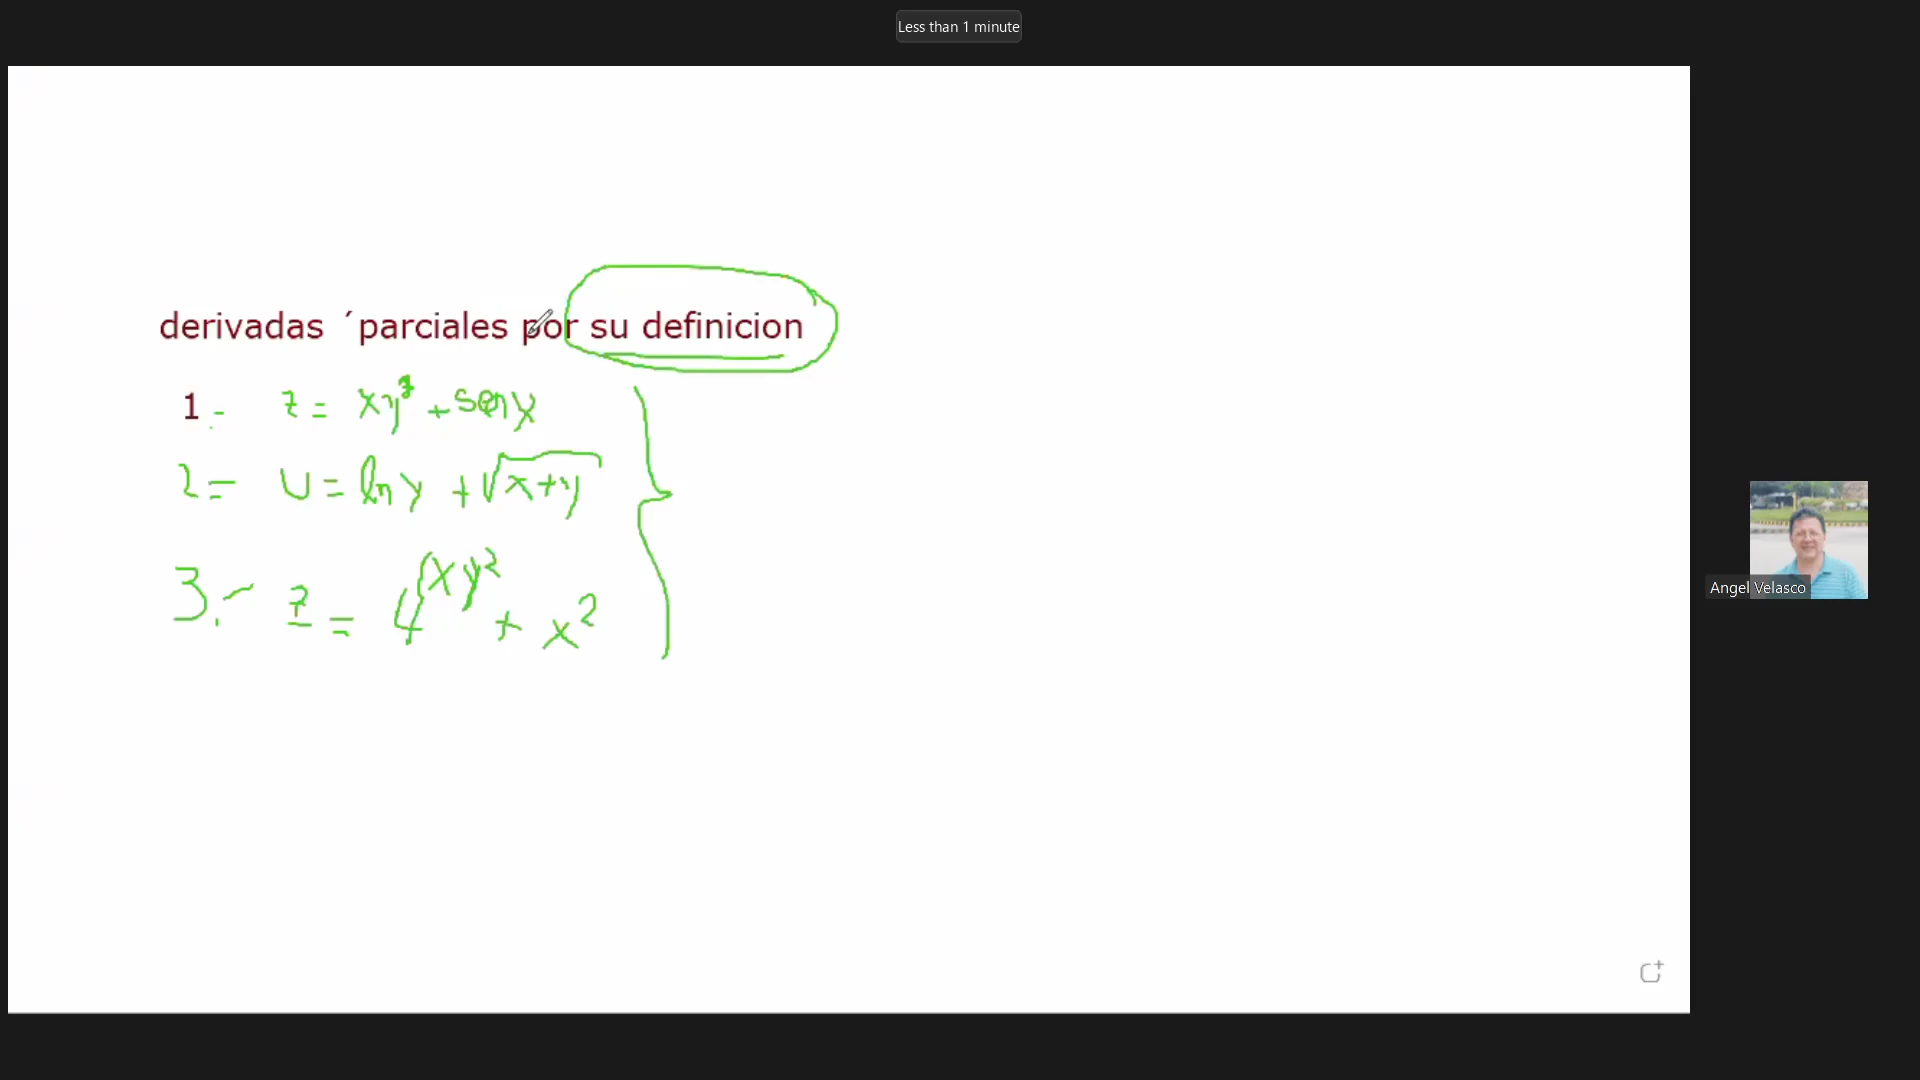 Less than 1 minute
derivadas ´parciales por su definicion
1.- z = xy³ + sen x
2= U = ln y + √x+y
3.- z = 4^xy² + x²
Angel Velasco